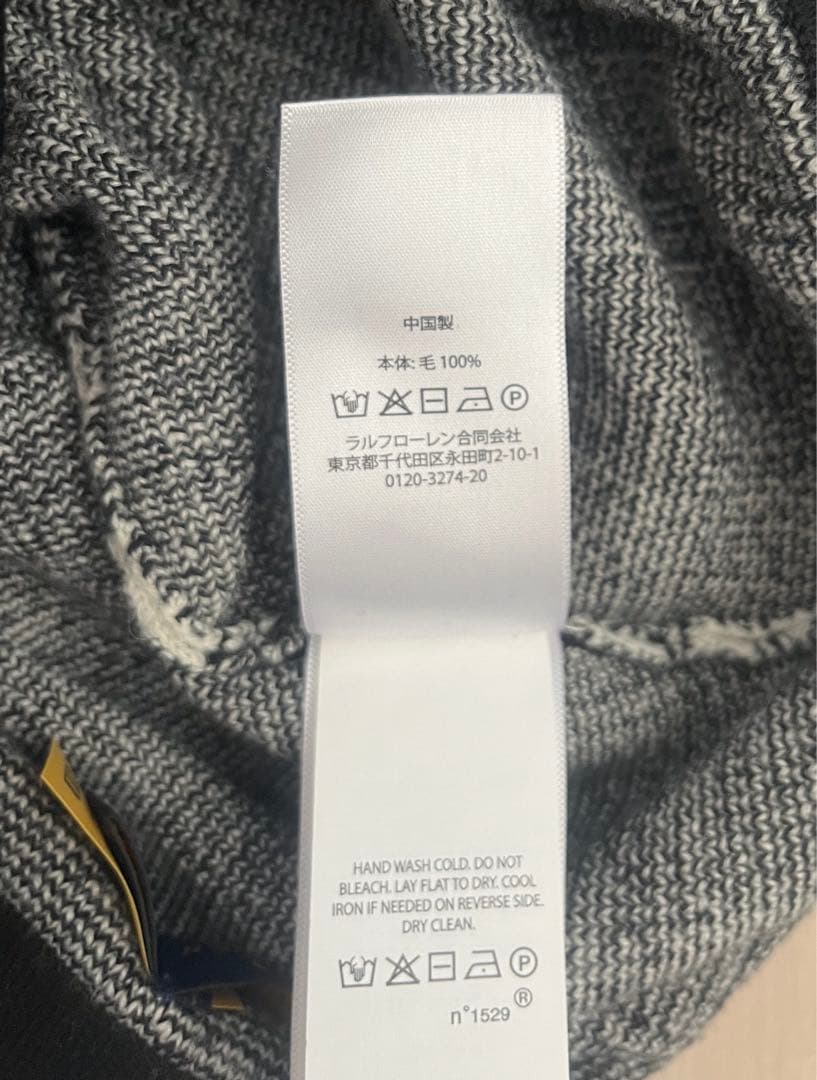 中国製
本体: 毛 100%
P
ラルフローレン合同会社
東京都千代田区永田町2-10-1
0120-3274-20
HAND WASH COLD. DO NOT
BLEACH. LAY FLAT TO DRY. COOL
IRON IF NEEDED ON REVERSE SIDE.
DRY CLEAN.
P
n°1529 ®